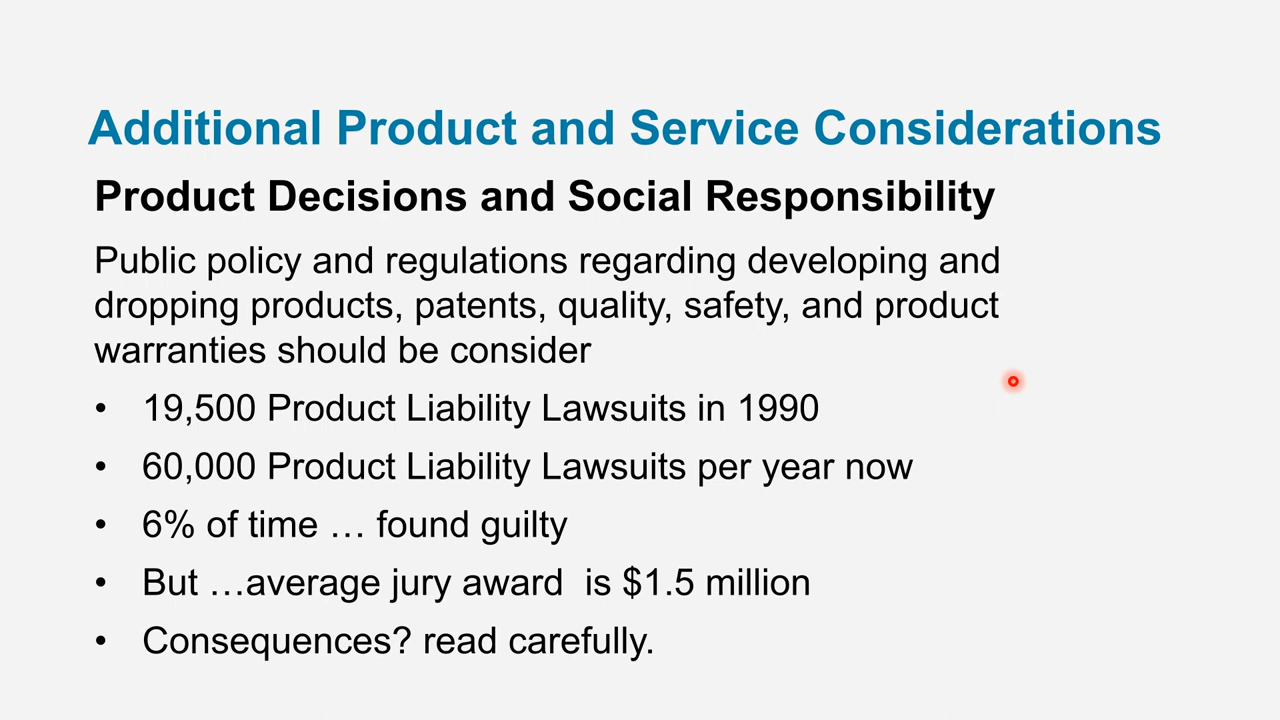 Additional Product and Service Considerations
Product Decisions and Social Responsibility
Public policy and regulations regarding developing and
dropping products, patents, quality, safety, and product
warranties should be consider
• 19,500 Product Liability Lawsuits in 1990
• 60,000 Product Liability Lawsuits per year now
• 6% of time … found guilty
• But …average jury award  is $1.5 million
• Consequences? read carefully.